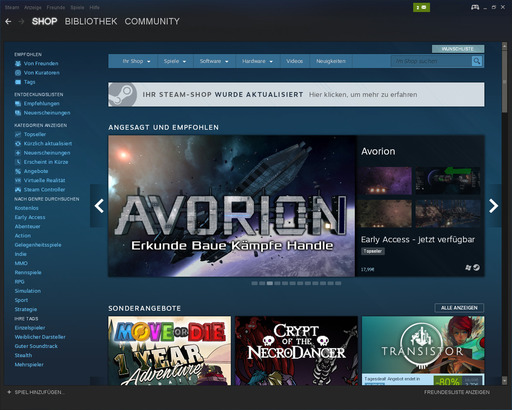 Steam Anzeige Freunde Spiele Hilfe
2
SHOP BIBLIOTHEK COMMUNITY
WUNSCHLISTE
EMPFOHLEN
Von Freunden
Von Kuratoren
Tags
ENTDECKUNGSLISTEN
Empfehlungen
Neuerscheinungen
KATEGORIEN ANZEIGEN
Topseller
Kürzlich aktualisiert
Neuerscheinungen
Erscheint in Kürze
Angebote
Virtuelle Realität
Steam Controller
NACH GENRE DURCHSUCHEN
Kostenlos
Early Access
Abenteuer
Action
Gelegenheitsspiele
Indie
MMO
Rennspiele
RPG
Simulation
Sport
Strategie
IHRE TAGS
Einzelspieler
Weiblicher Darsteller
Guter Soundtrack
Stealth
Mehrspieler
Ihr Shop Spiele Software Hardware Videos Neuigkeiten
Im Shop suchen
IHR STEAM-SHOP WURDE AKTUALISIERT Hier klicken, um mehr zu erfahren
ANGESAGT UND EMPFOHLEN
AVORION
Erkunde Baue Kämpfe Handle
Avorion
Early Access - jetzt verfügbar
Topseller
17,99€
SONDERANGEBOTE
ALLE ANZEIGEN
MOVE OR DIE
1 YEAR
Adventure
CRYPT
OF THE
NECRODANCER
TRANSISTOR
Tagesdeal! Angebot endet in
-80%
+ SPIEL HINZUFÜGEN...
FREUNDESLISTE ANZEIGEN